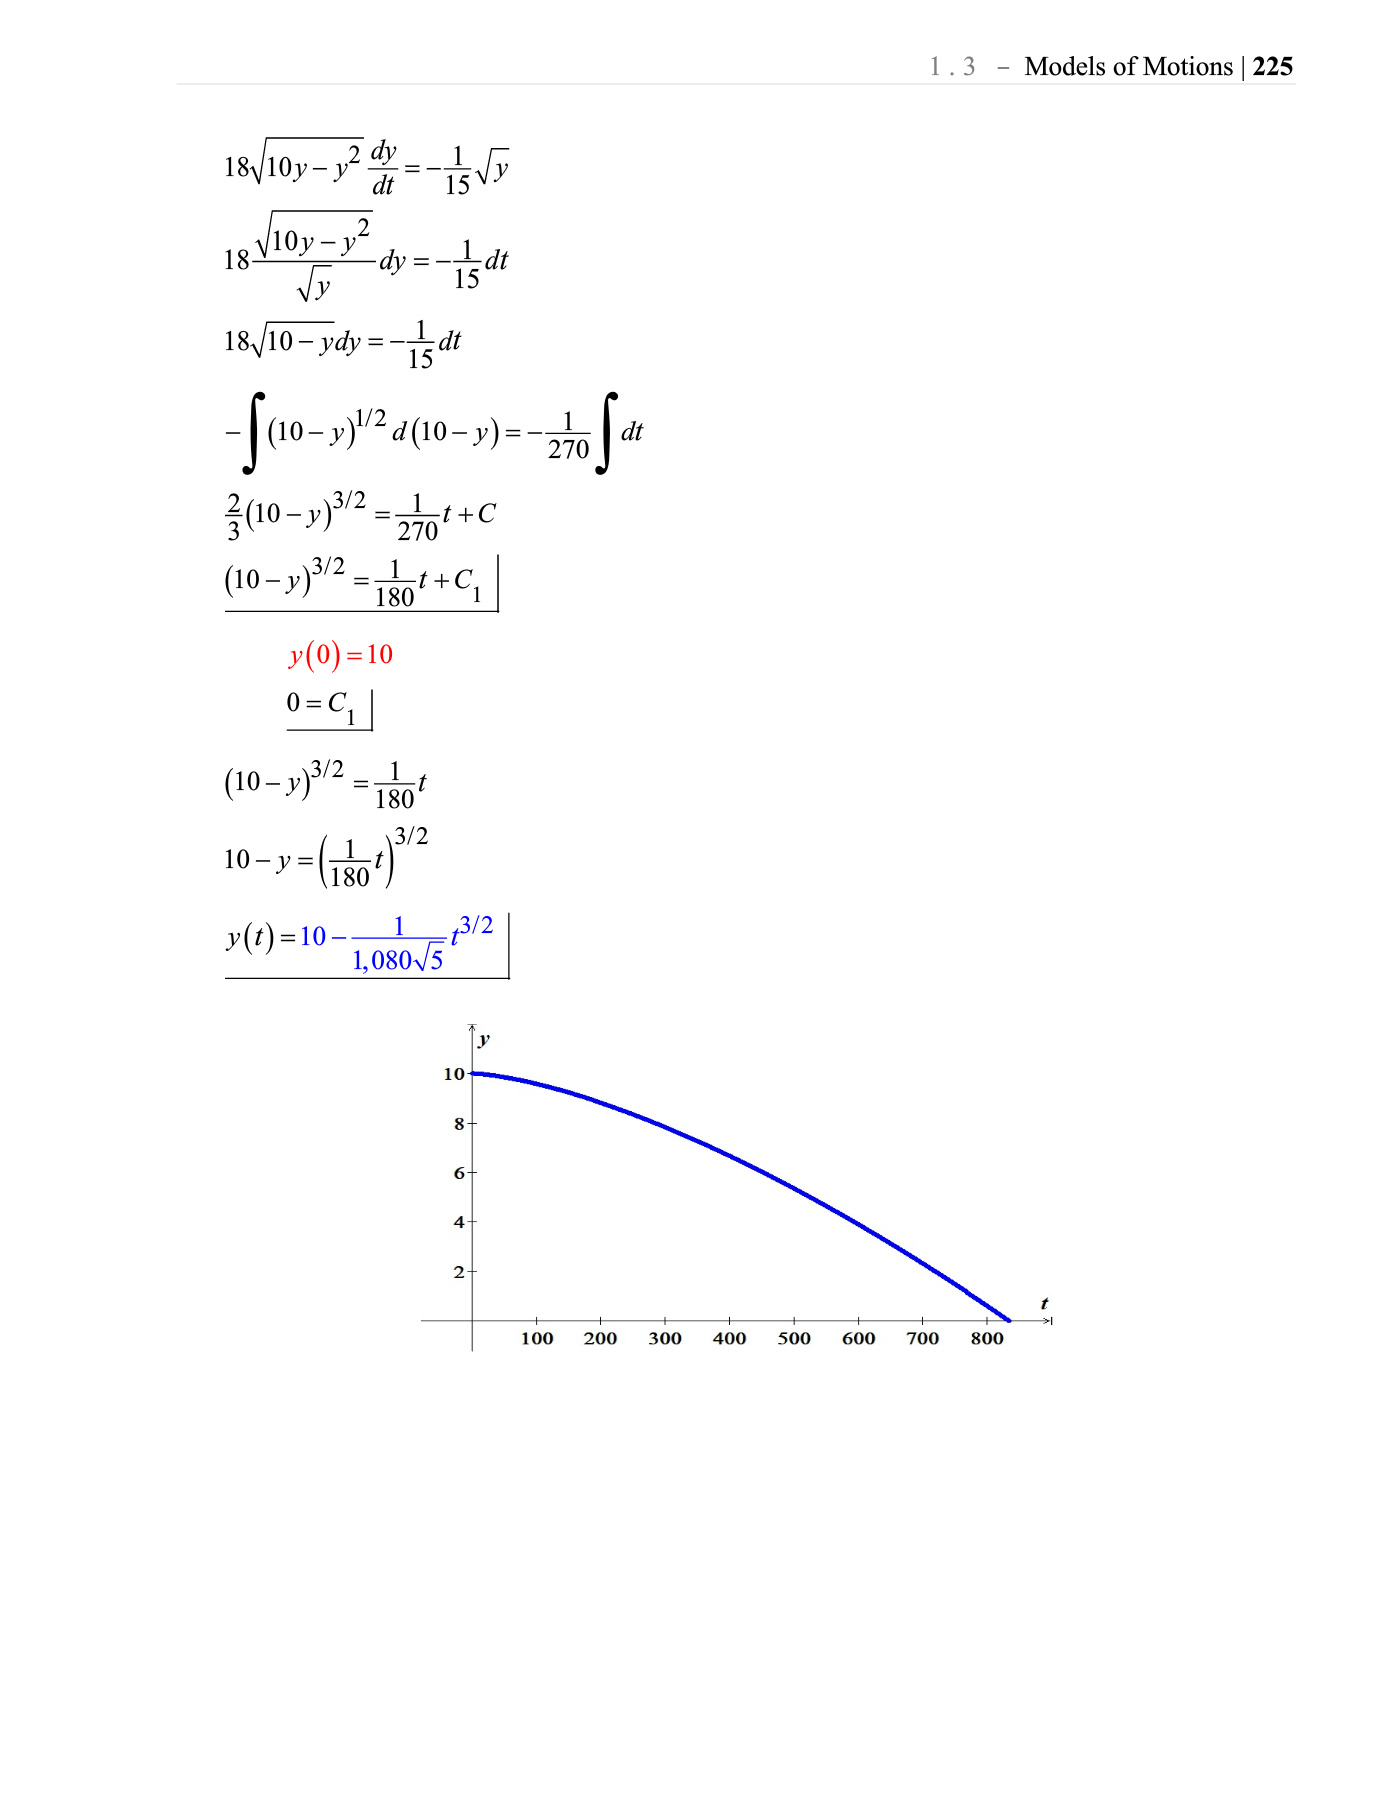 1 . 3 – Models of Motions | 225
18√(10y − y²) dy/dt = −1/15 √y
18 √(10y − y²)/√y dy = −1/15 dt
18√(10 − y) dy = −1/15 dt
−∫(10 − y)^{1/2} d(10 − y) = −1/270 ∫ dt
2/3 (10 − y)^{3/2} = 1/270 t + C
(10 − y)^{3/2} = 1/180 t + C₁
y(0) = 10
0 = C₁
(10 − y)^{3/2} = 1/180 t
10 − y = (1/180 t)^{3/2}
y(t) = 10 − 1/(1,080√5) t^{3/2}
y
10
8
6
4
2
t
100 200 300 400 500 600 700 800